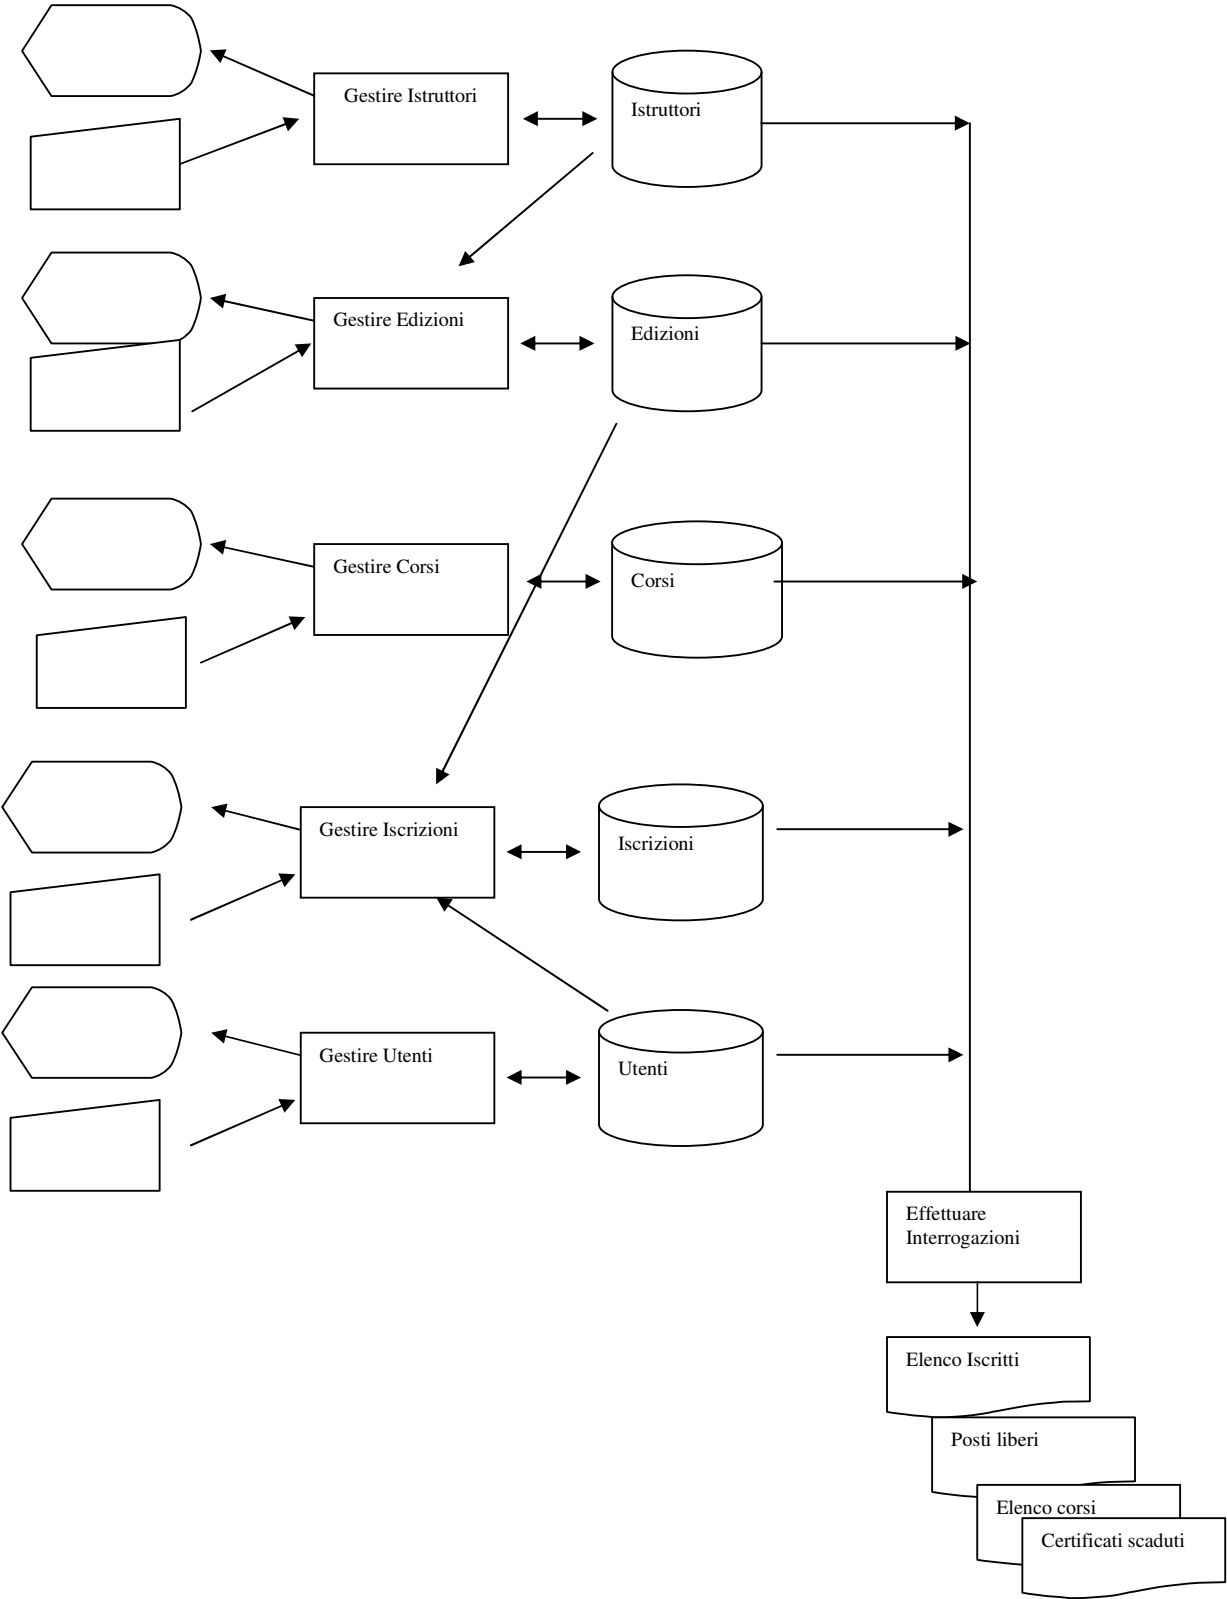 Gestire Istruttori
Istruttori
Gestire Edizioni
Edizioni
Gestire Corsi
Corsi
Gestire Iscrizioni
Iscrizioni
Gestire Utenti
Utenti
Effettuare
Interrogazioni
Elenco Iscritti
Posti liberi
Elenco corsi
Certificati scaduti